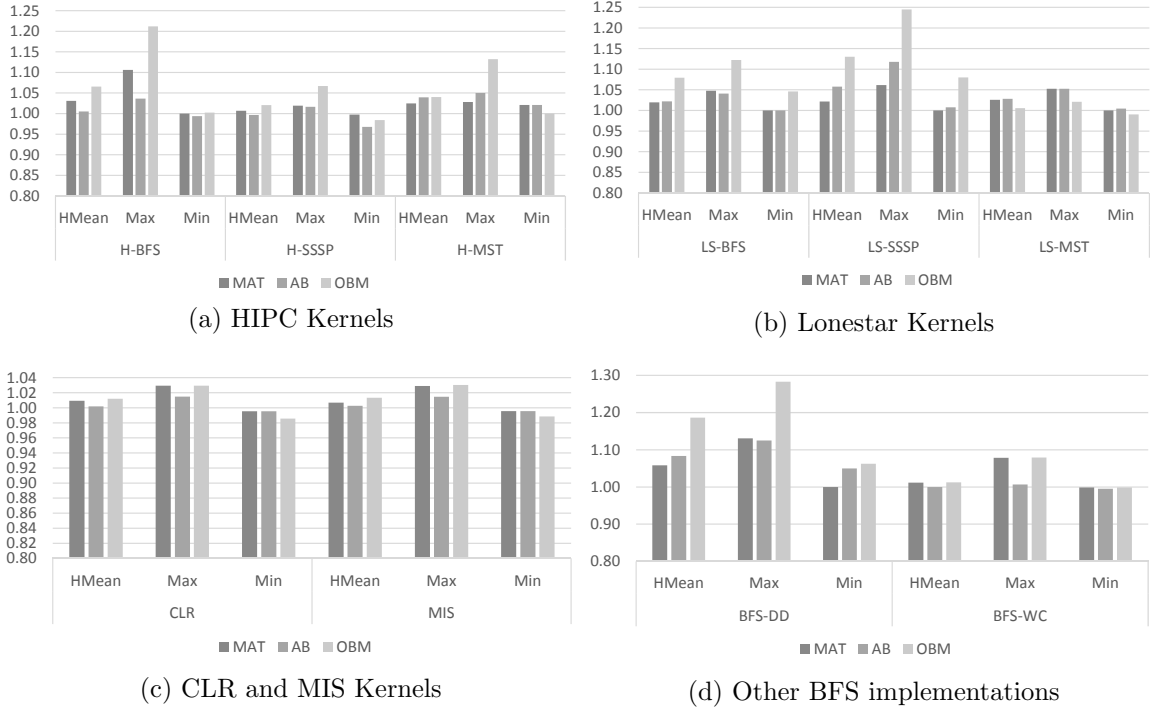 1.25
1.20
1.15
1.10
1.05
1.00
0.95
0.90
0.85
0.80
HMean Max Min HMean Max Min HMean Max Min
H-BFS H-SSSP H-MST
MAT AB OBM
(a) HIPC Kernels
1.25
1.20
1.15
1.10
1.05
1.00
0.95
0.90
0.85
0.80
HMean Max Min HMean Max Min HMean Max Min
LS-BFS LS-SSSP LS-MST
MAT AB OBM
(b) Lonestar Kernels
1.04
1.02
1.00
0.98
0.96
0.94
0.92
0.90
0.88
0.86
0.84
0.82
0.80
HMean Max Min HMean Max Min
CLR MIS
MAT AB OBM
(c) CLR and MIS Kernels
1.30
1.20
1.10
1.00
0.90
0.80
HMean Max Min HMean Max Min
BFS-DD BFS-WC
MAT AB OBM
(d) Other BFS implementations